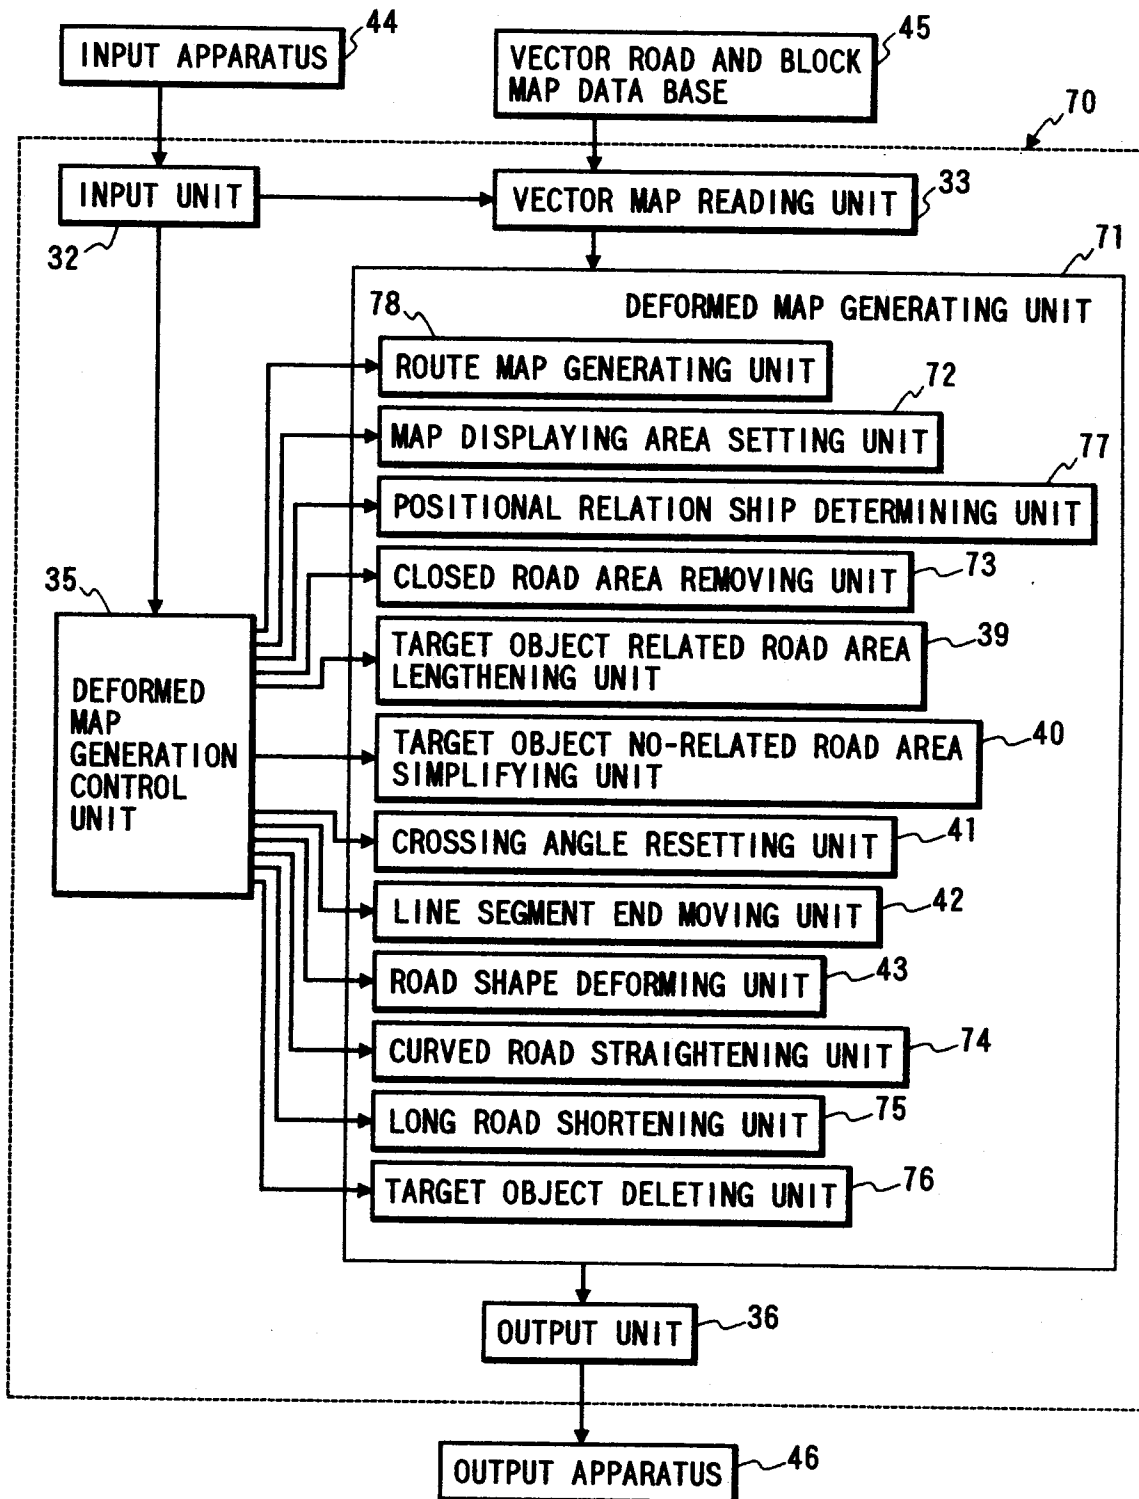 44
INPUT APPARATUS
45
VECTOR ROAD AND BLOCK
MAP DATA BASE
70
INPUT UNIT
32
VECTOR MAP READING UNIT
33
71
DEFORMED MAP GENERATING UNIT
78
ROUTE MAP GENERATING UNIT
72
MAP DISPLAYING AREA SETTING UNIT
77
POSITIONAL RELATION SHIP DETERMINING UNIT
CLOSED ROAD AREA REMOVING UNIT
73
35
DEFORMED
MAP
GENERATION
CONTROL
UNIT
TARGET OBJECT RELATED ROAD AREA
LENGTHENING UNIT
39
TARGET OBJECT NO-RELATED ROAD AREA
SIMPLIFYING UNIT
40
CROSSING ANGLE RESETTING UNIT
41
LINE SEGMENT END MOVING UNIT
42
ROAD SHAPE DEFORMING UNIT
43
CURVED ROAD STRAIGHTENING UNIT
74
LONG ROAD SHORTENING UNIT
75
TARGET OBJECT DELETING UNIT
76
OUTPUT UNIT
36
OUTPUT APPARATUS
46